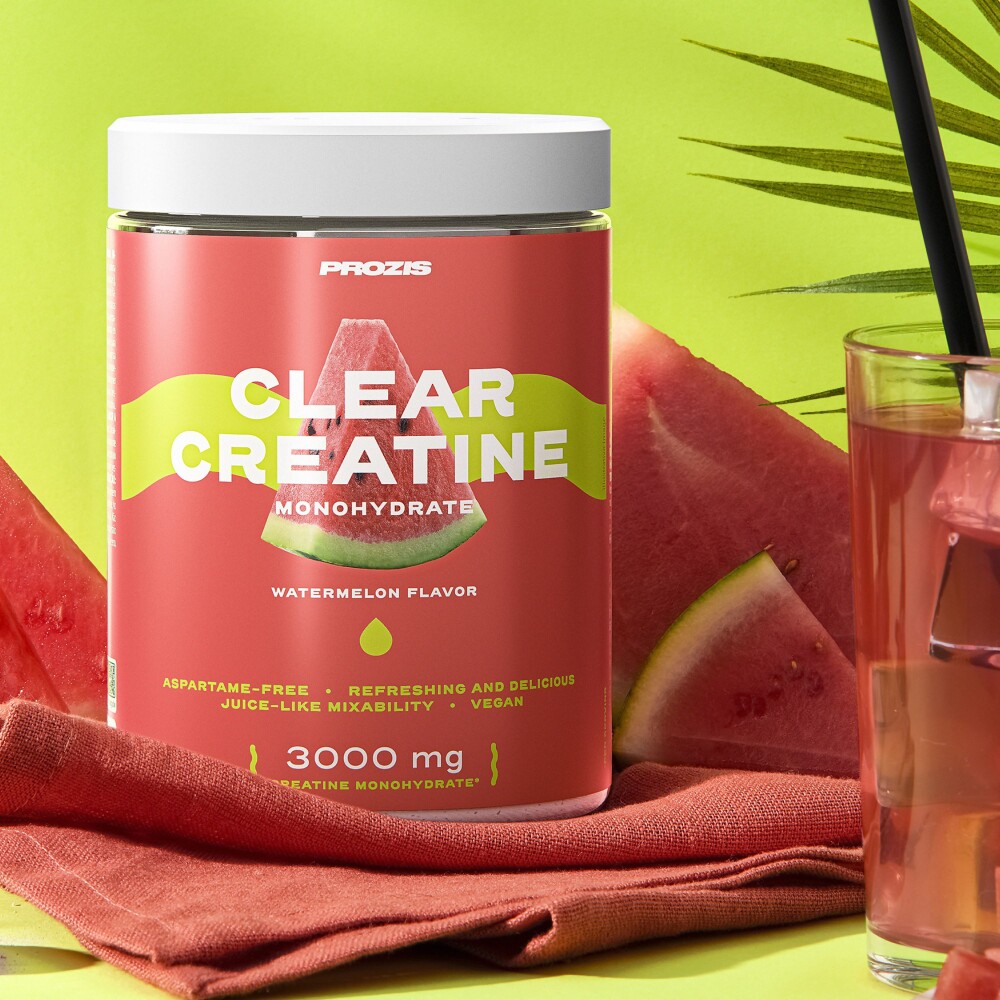 PROZIS
CLEAR
CREATINE
MONOHYDRATE
WATERMELON FLAVOR
ASPARTAME-FREE • REFRESHING AND DELICIOUS
JUICE-LIKE MIXABILITY • VEGAN
3000 mg
CREATINE MONOHYDRATE*